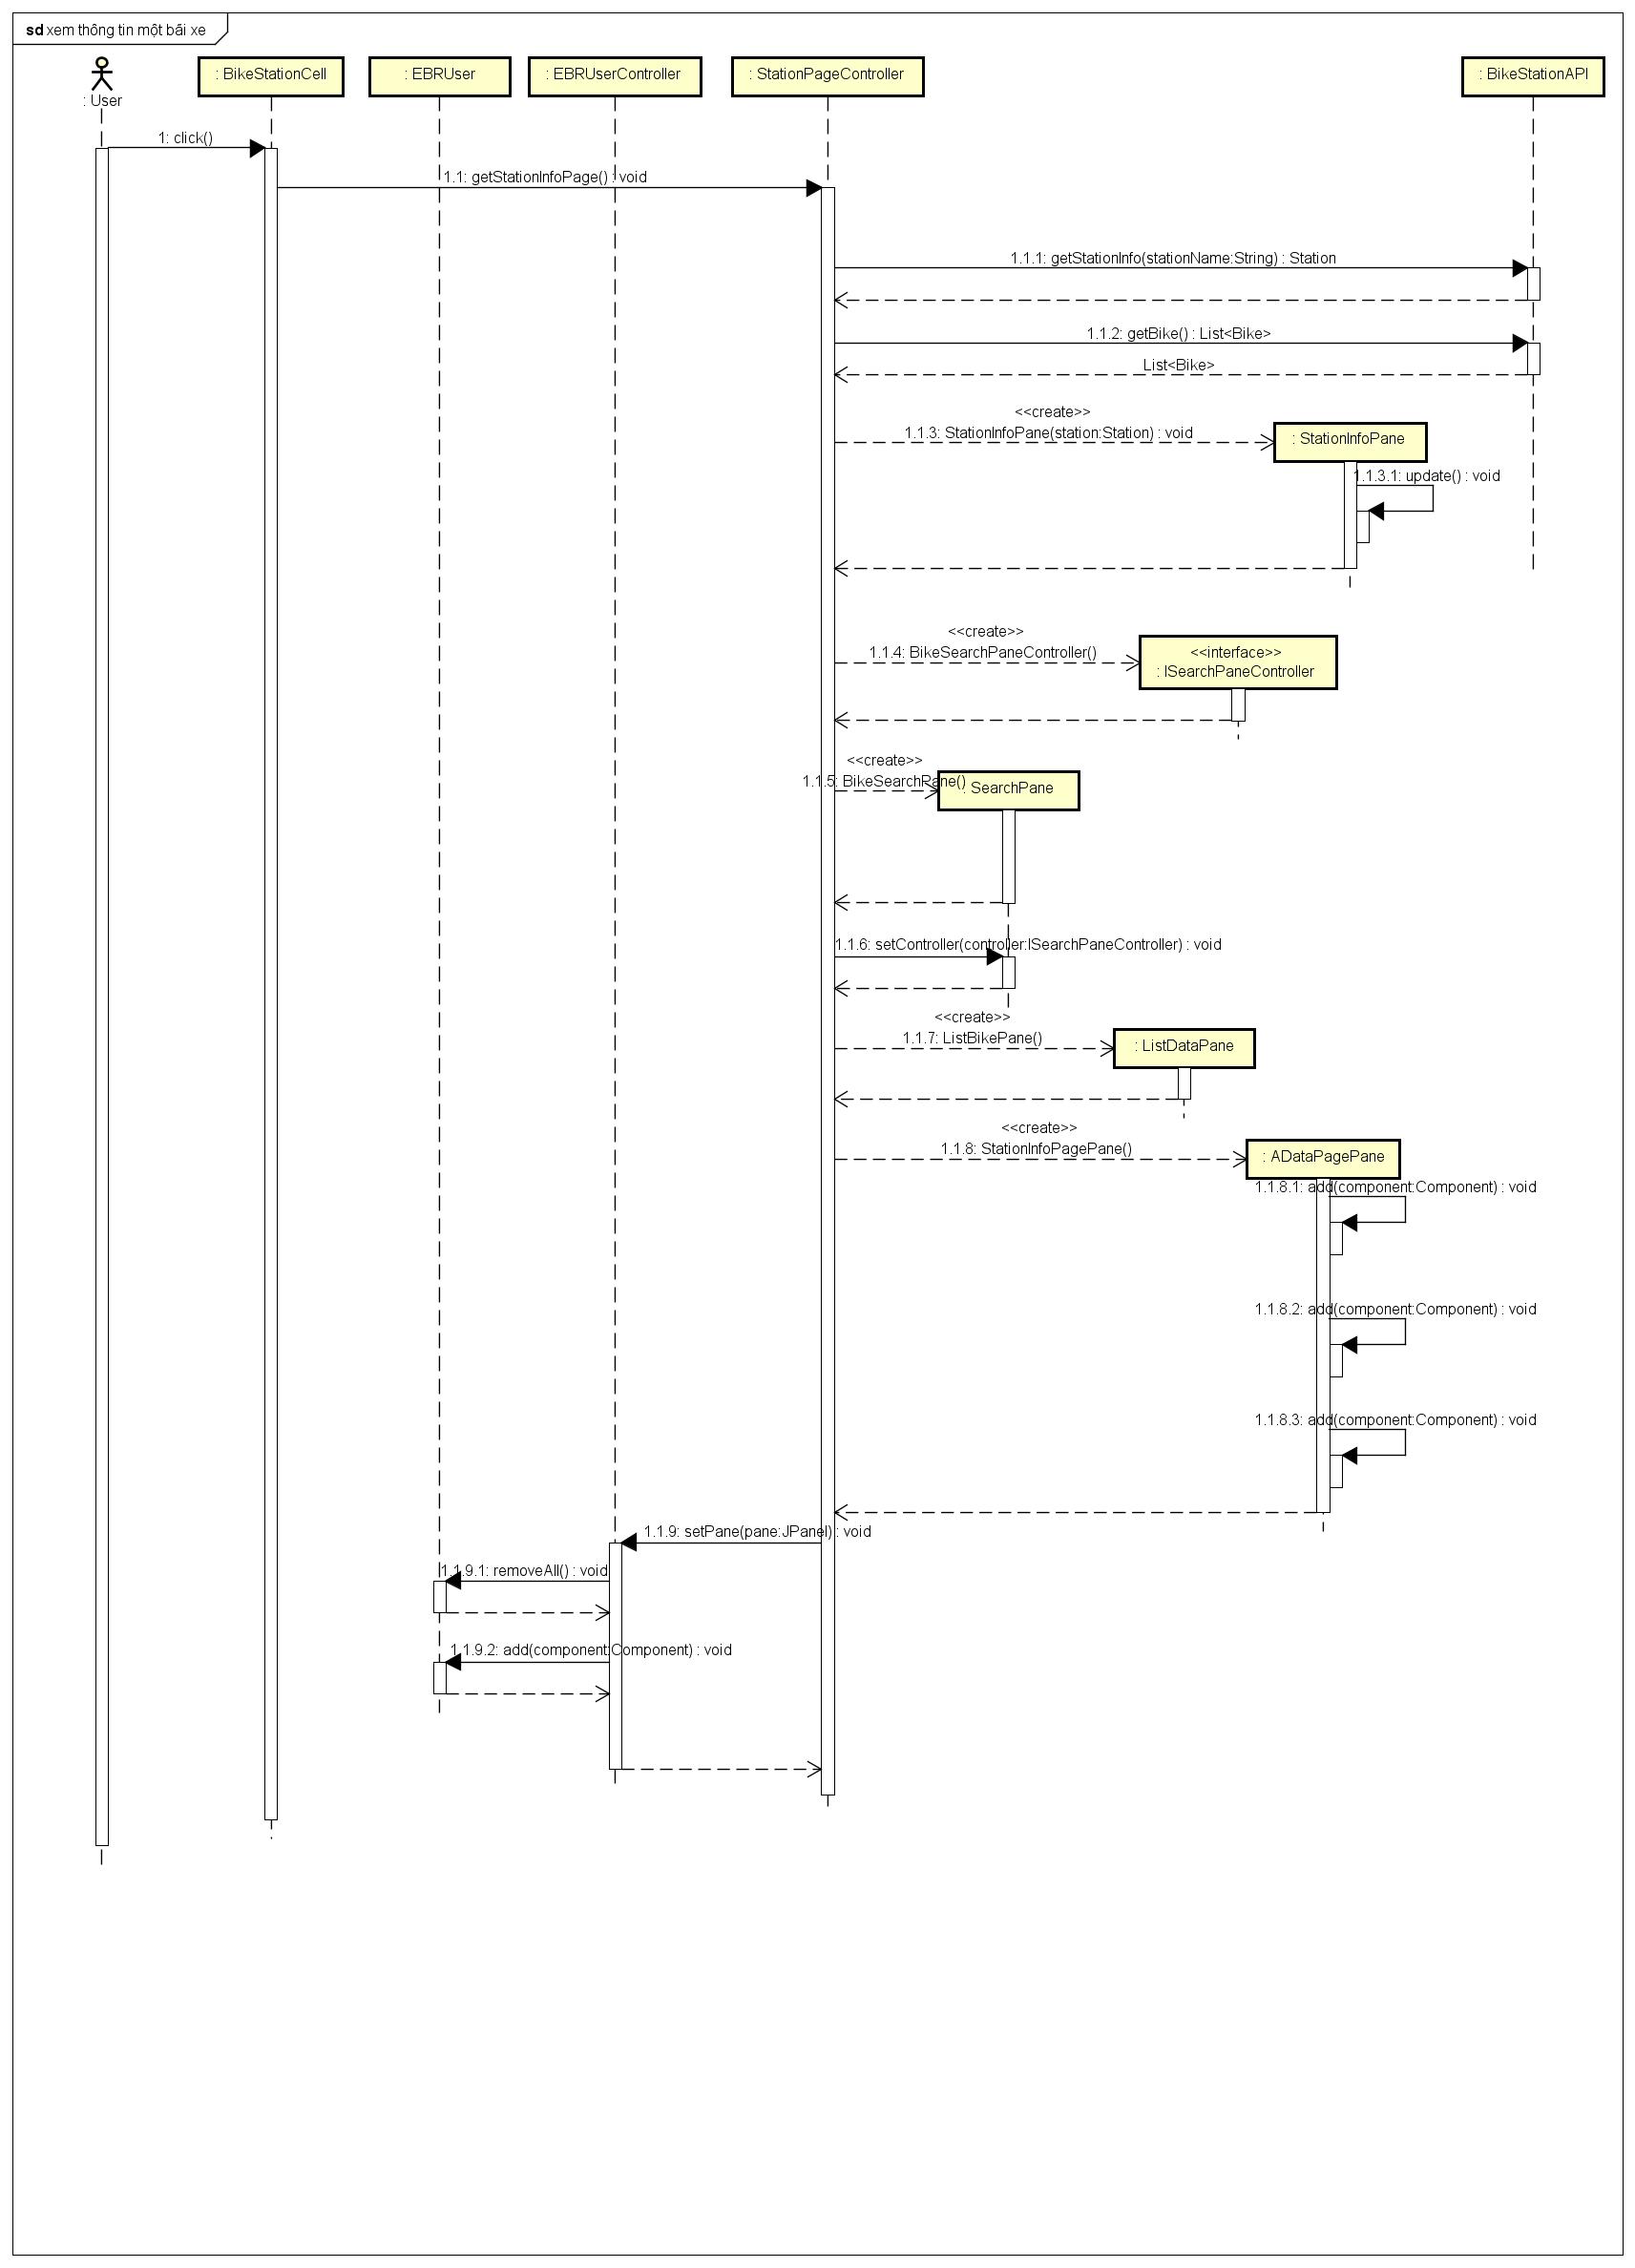 sd xem thông tin một bãi xe
: User
: BikeStationCell
: EBRUser
: EBRUserController
: StationPageController
: BikeStationAPI
1: click()
1.1: getStationInfoPage() : void
1.1.1: getStationInfo(stationName:String) : Station
1.1.2: getBike() : List<Bike>
List<Bike>
<<create>>
1.1.3: StationInfoPane(station:Station) : void
: StationInfoPane
1.1.3.1: update() : void
<<create>>
1.1.4: BikeSearchPaneController()
<<interface>>
: ISearchPaneController
<<create>>
1.1.5: BikeSearchPane()
: SearchPane
1.1.6: setController(controller:ISearchPaneController) : void
<<create>>
1.1.7: ListBikePane()
: ListDataPane
<<create>>
1.1.8: StationInfoPagePane()
: ADataPagePane
1.1.8.1: add(component:Component) : void
1.1.8.2: add(component:Component) : void
1.1.8.3: add(component:Component) : void
1.1.9: setPane(pane:JPanel) : void
1.1.9.1: removeAll() : void
1.1.9.2: add(component:Component) : void